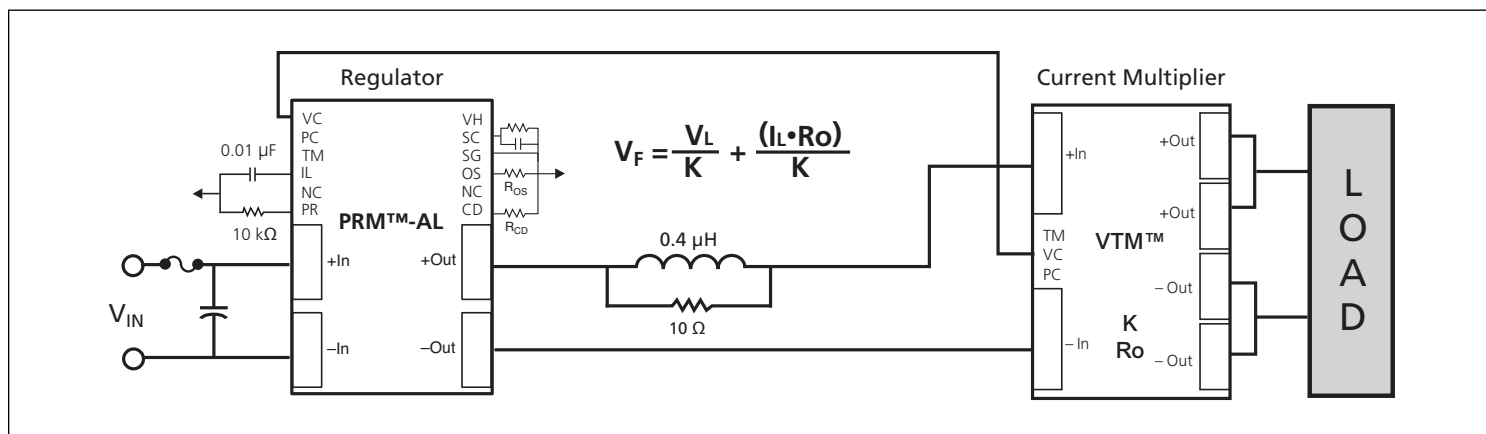 Regulator
Current Multiplier
VC
PC
TM
IL
NC
PR
VH
SC
SG
OS
NC
CD
0.01 µF
10 kΩ
R_OS
R_CD
PRM™-AL
+In
–In
+Out
–Out
V_IN
V_F = V_L/K + (I_L•Ro)/K
0.4 µH
10 Ω
+In
TM
VC
PC
– In
VTM™
K
Ro
+Out
+Out
– Out
– Out
LOAD